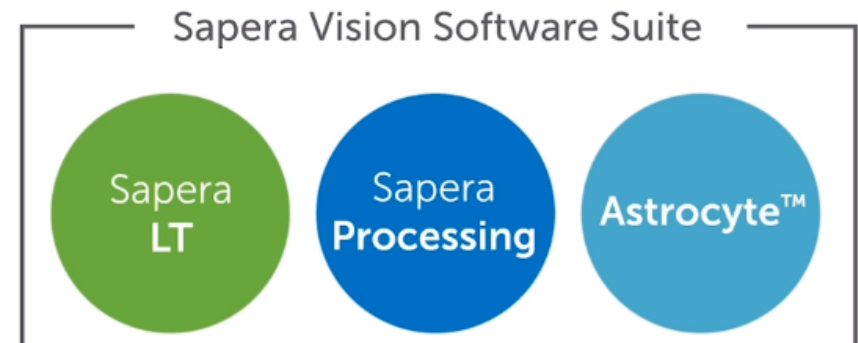 Sapera Vision Software Suite
Sapera
LT
Sapera
Processing
Astrocyte™